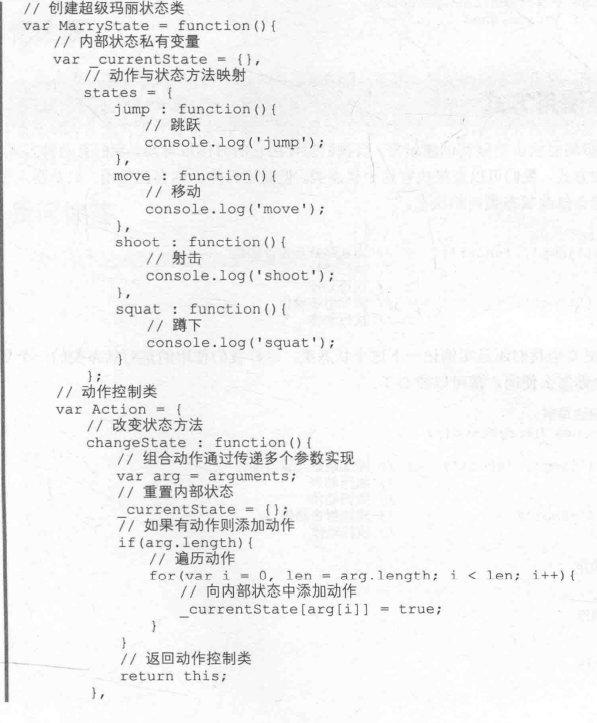 // 创建超级玛丽状态类
var MarryState = function(){
// 内部状态私有变量
var _currentState = {},
// 动作与状态方法映射
states = {
jump : function(){
// 跳跃
console.log('jump');
},
move : function(){
// 移动
console.log('move');
},
shoot : function(){
// 射击
console.log('shoot');
},
squat : function(){
// 蹲下
console.log('squat');
}
};
// 动作控制类
var Action = {
// 改变状态方法
changeState : function(){
// 组合动作通过传递多个参数实现
var arg = arguments;
// 重置内部状态
_currentState = {};
// 如果有动作则添加动作
if(arg.length){
// 遍历动作
for(var i = 0, len = arg.length; i < len; i++){
// 向内部状态中添加动作
_currentState[arg[i]] = true;
}
}
// 返回动作控制类
return this;
},